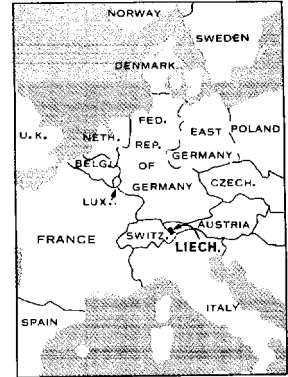 NORWAY
SWEDEN
DENMARK
FED.
REP.
OF
GERMANY
EAST
GERMANY
POLAND
U.K.
NETH.
BELG.
LUX.
CZECH.
FRANCE
SWITZ.
AUSTRIA
LIECH.
ITALY
SPAIN